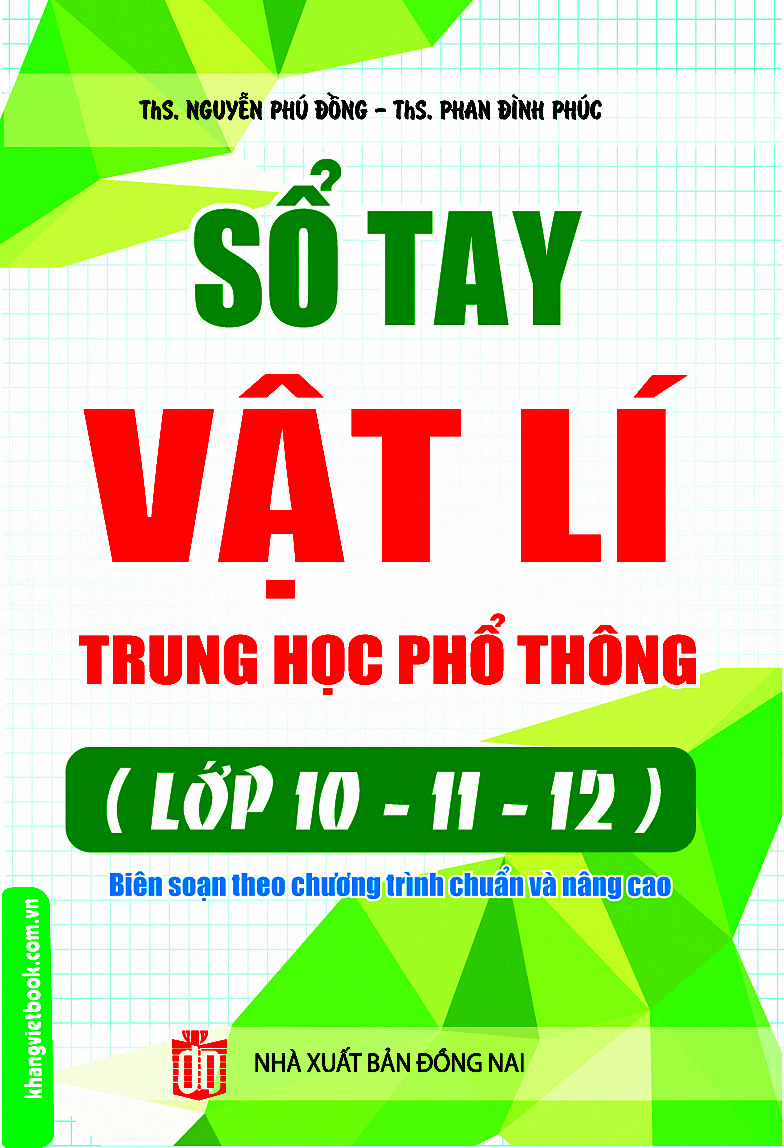 ThS. NGUYỄN PHÚ ĐỒNG – ThS. PHAN ĐÌNH PHÚC
SỔ TAY
VẬT LÍ
TRUNG HỌC PHỔ THÔNG
( LỚP 10 - 11 - 12 )
Biên soạn theo chương trình chuẩn và nâng cao
khangvietbook.com.vn
NHÀ XUẤT BẢN ĐỒNG NAI